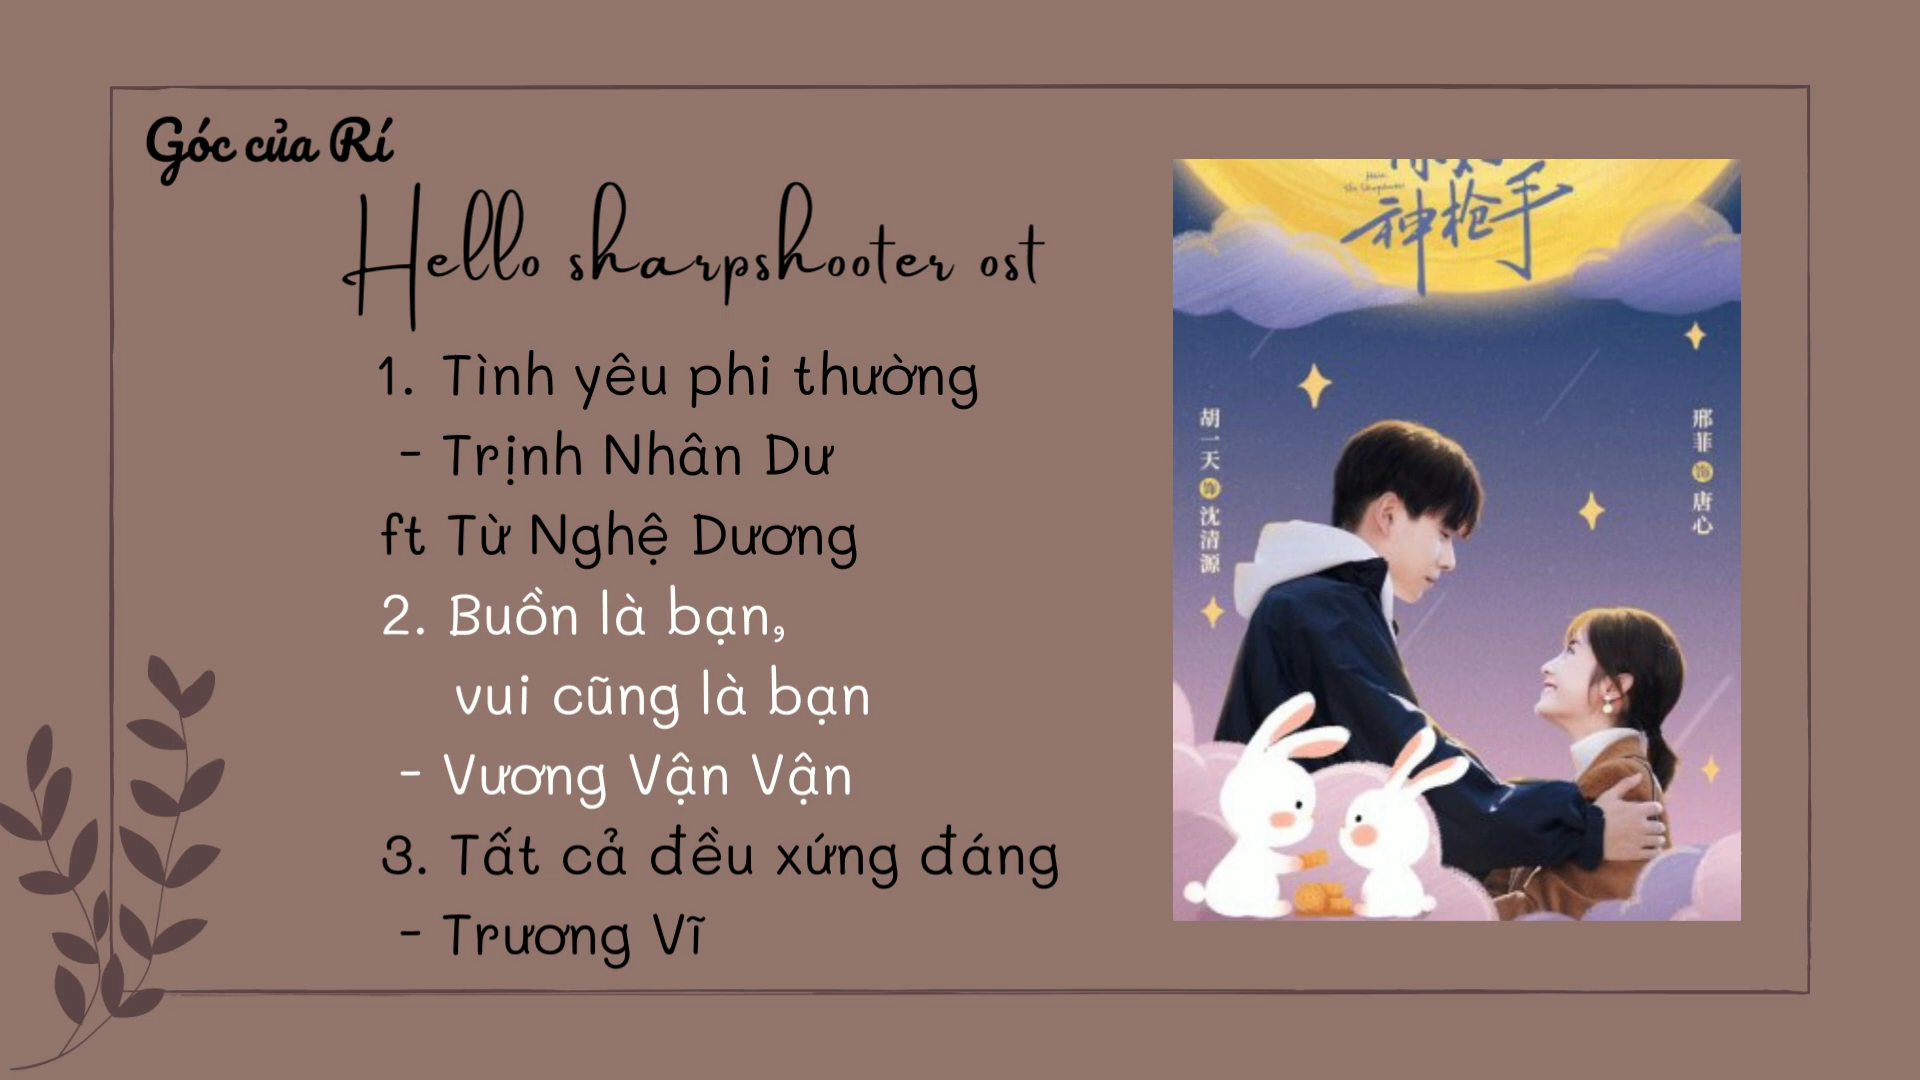 Góc của Rí
Hello sharpshooter ost
1. Tình yêu phi thường
- Trịnh Nhân Dư
ft Từ Nghệ Dương
2. Buồn là bạn,
vui cũng là bạn
- Vương Vận Vận
3. Tất cả đều xứng đáng
- Trương Vĩ
神枪手
胡一天 饰 沈清源
邢菲 饰 唐心